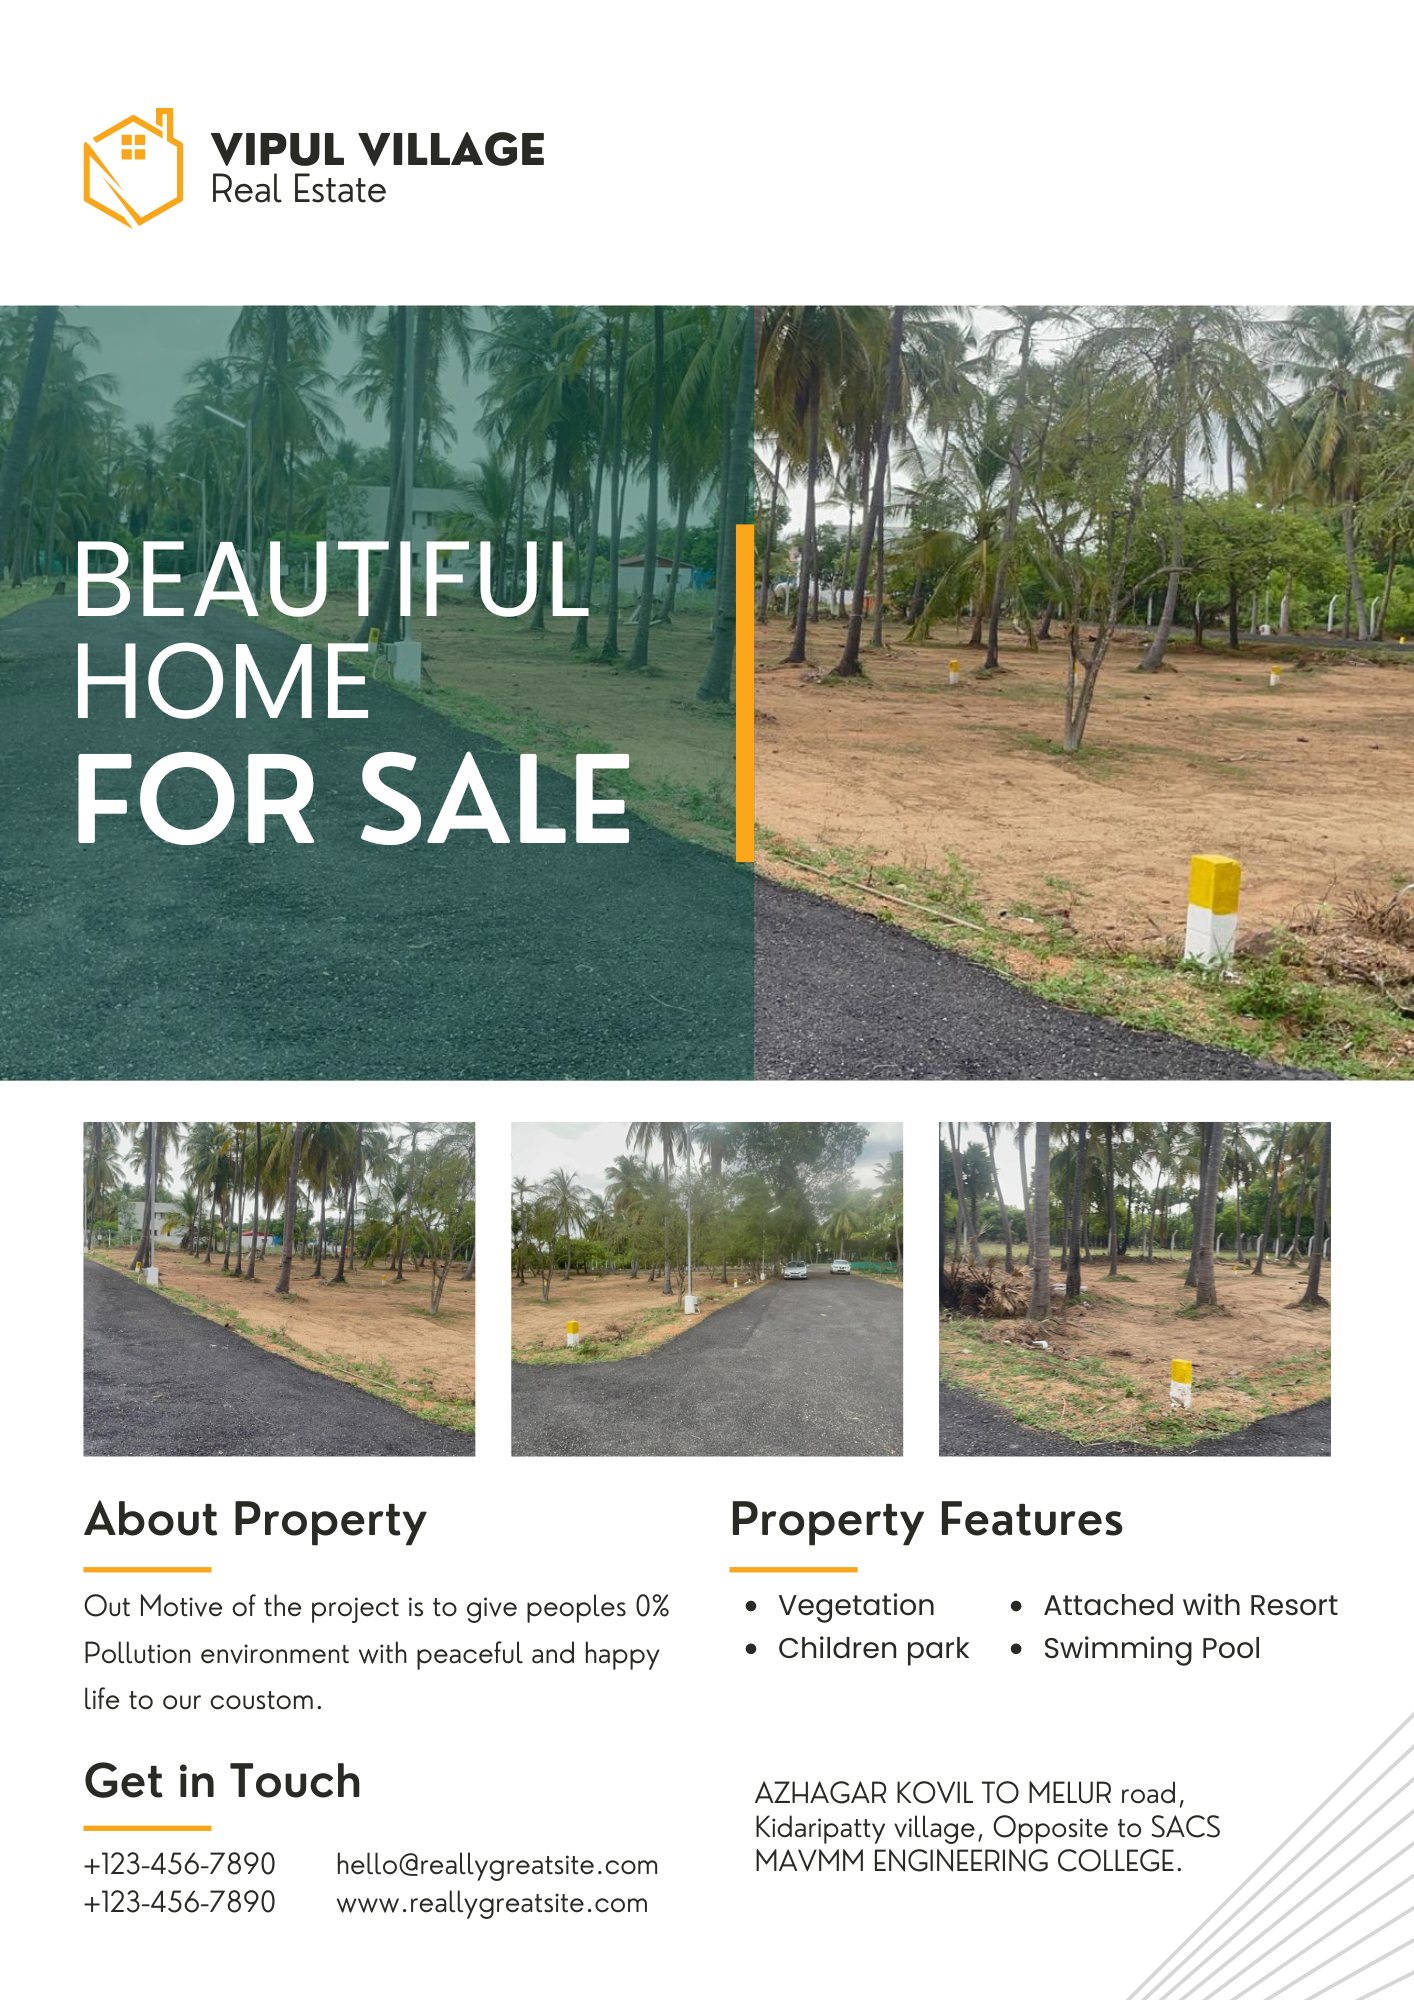 VIPUL VILLAGE
Real Estate
BEAUTIFUL
HOME
FOR SALE
About Property
Out Motive of the project is to give peoples 0%
Pollution environment with peaceful and happy
life to our coustom.
Property Features
• Vegetation
• Children park
• Attached with Resort
• Swimming Pool
Get in Touch
+123-456-7890
+123-456-7890
hello@reallygreatsite.com
www.reallygreatsite.com
AZHAGAR KOVIL TO MELUR road,
Kidaripatty village, Opposite to SACS
MAVMM ENGINEERING COLLEGE.